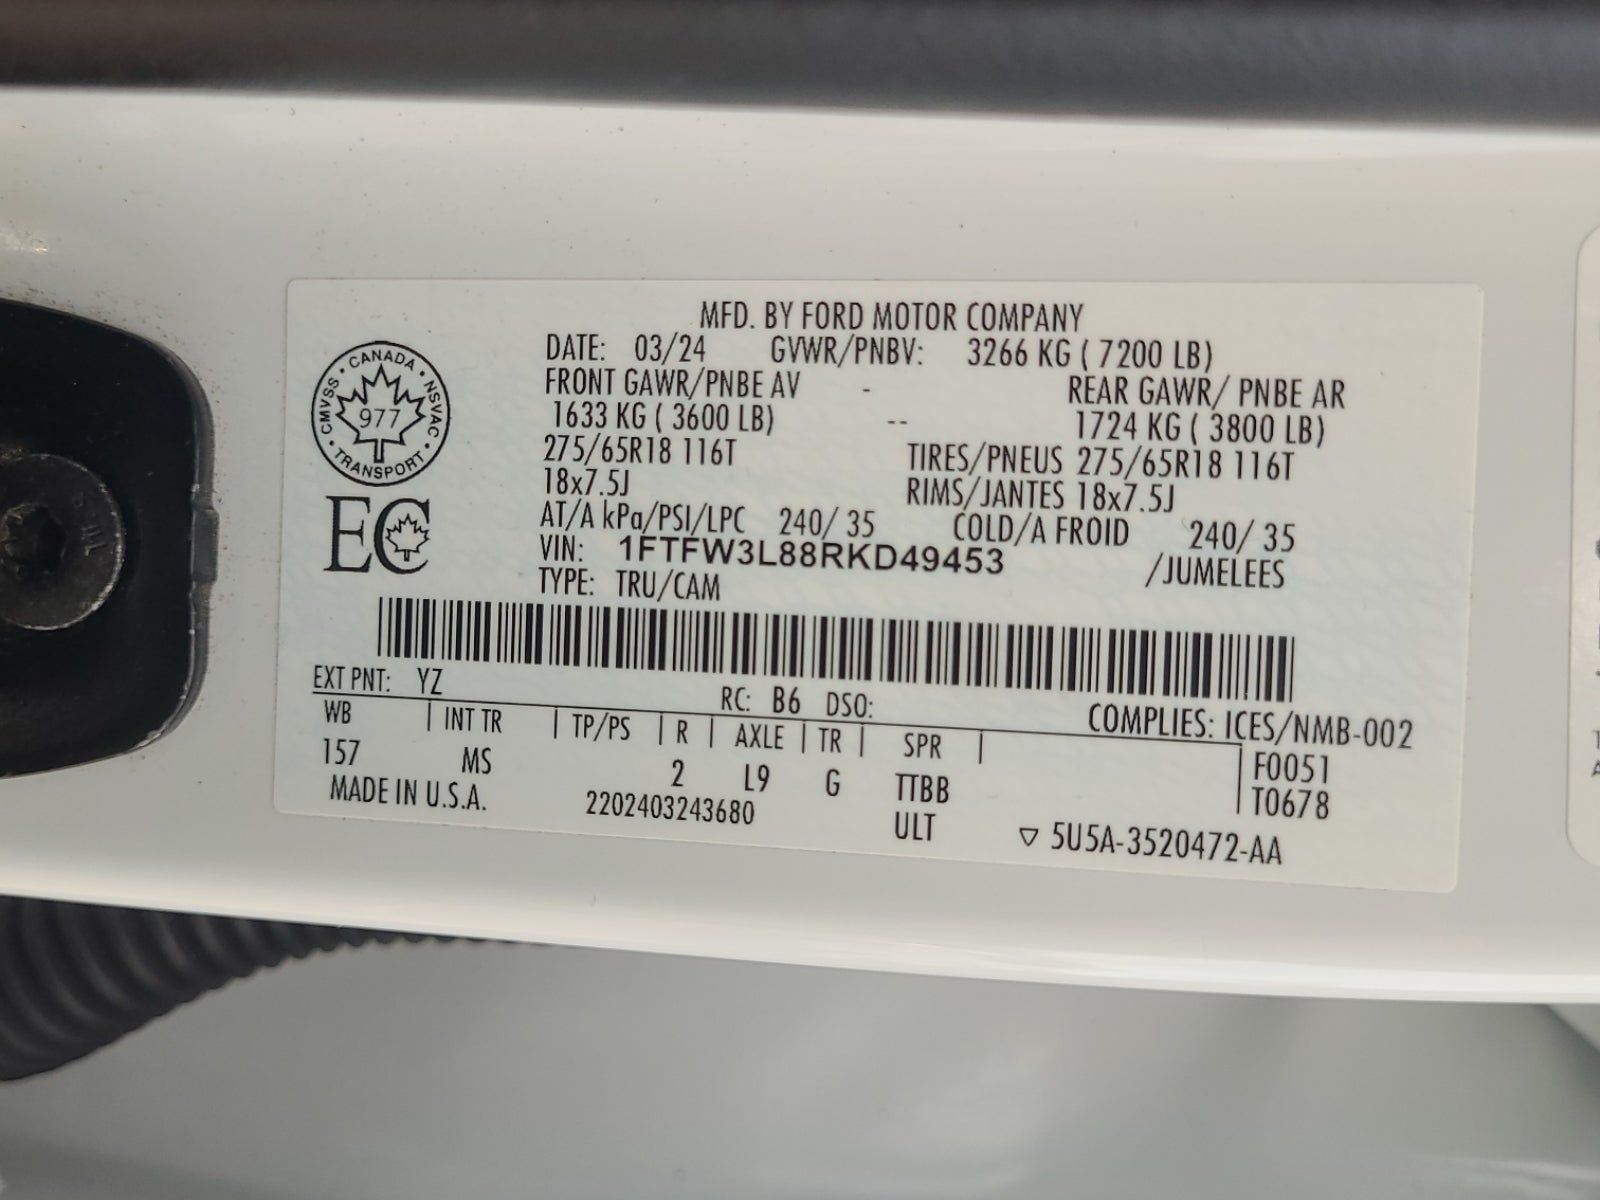 MFD. BY FORD MOTOR COMPANY
DATE: 03/24 GVWR/PNBV: 3266 KG ( 7200 LB)
FRONT GAWR/PNBE AV - REAR GAWR/ PNBE AR
1633 KG ( 3600 LB) -- 1724 KG ( 3800 LB)
275/65R18 116T TIRES/PNEUS 275/65R18 116T
18x7.5J RIMS/JANTES 18x7.5J
AT/A kPa/PSI/LPC 240/ 35 COLD/A FROID 240/ 35
VIN: 1FTFW3L88RKD49453 /JUMELEES
TYPE: TRU/CAM
CANADA · NSVAC · TRANSPORT · CMVSS ·
977
EC
EXT PNT: YZ RC: B6 DSO: COMPLIES: ICES/NMB-002
WB | INT TR | TP/PS | R | AXLE | TR | SPR | F0051
157 MS 2 L9 G TTBB T0678
MADE IN U.S.A. 2202403243680 ULT ▽ 5U5A-3520472-AA